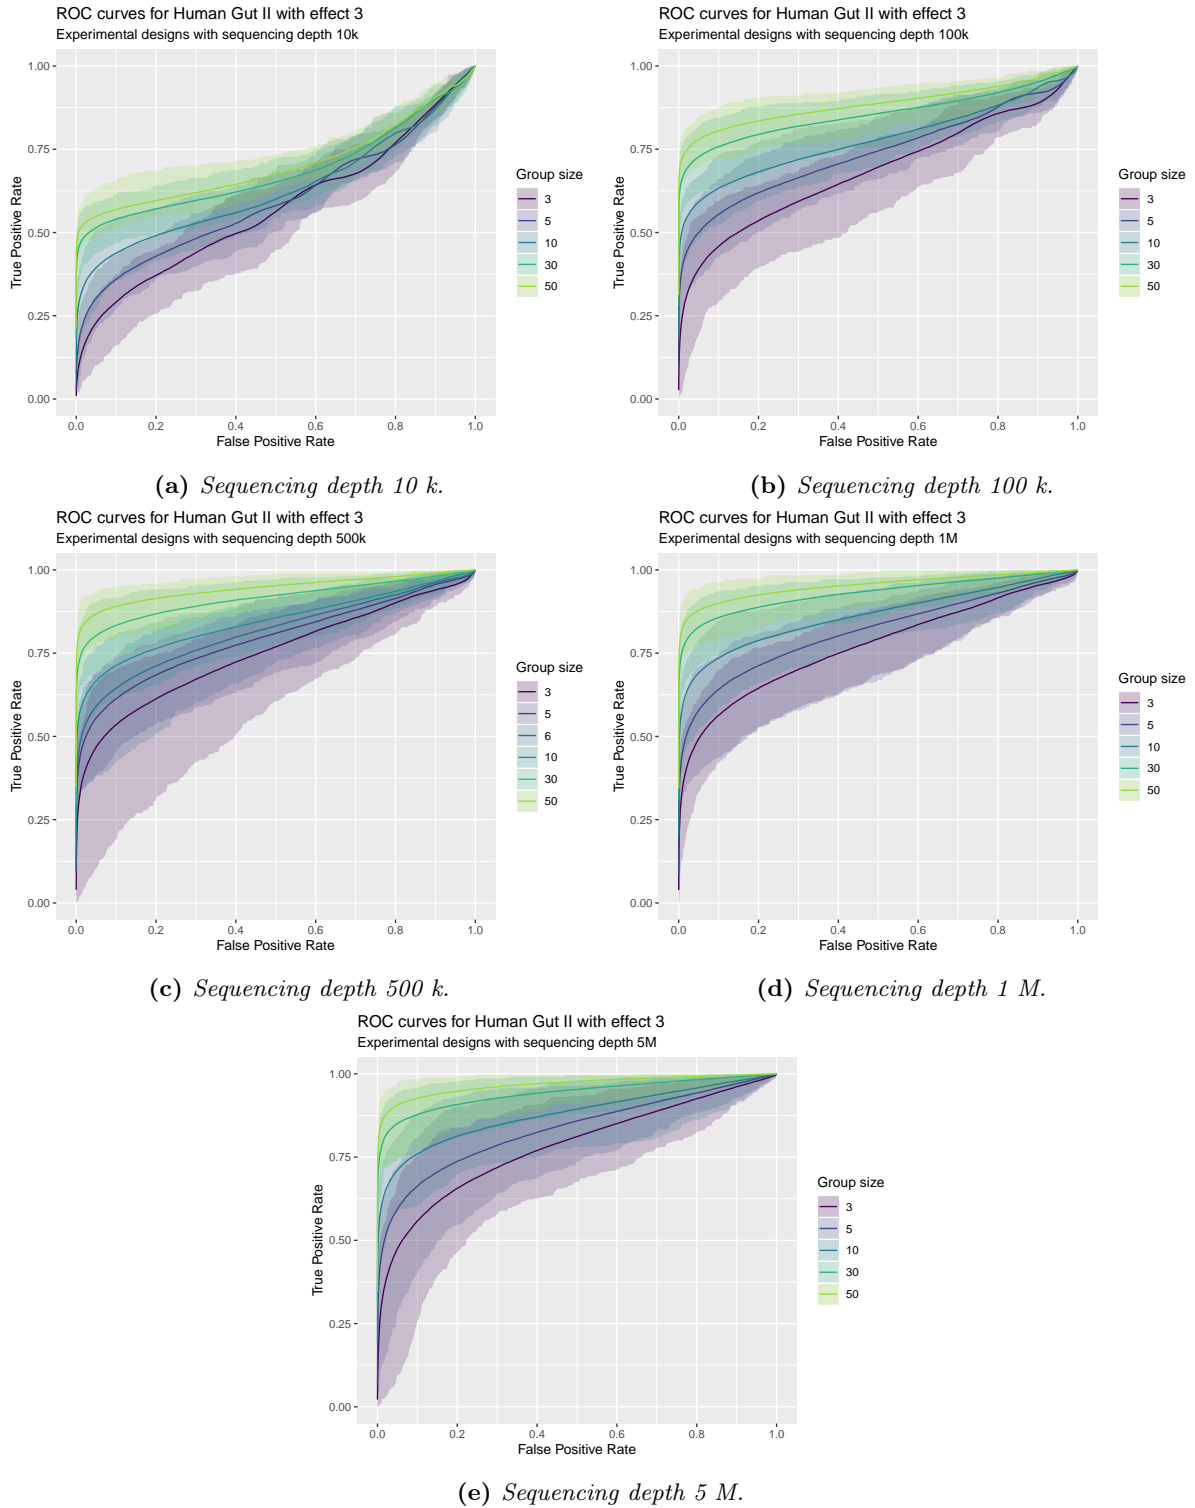 ROC curves for Human Gut II with effect 3
Experimental designs with sequencing depth 10k
1.00
0.75
0.50
0.25
0.00
True Positive Rate
0.0 0.2 0.4 0.6 0.8 1.0
False Positive Rate
Group size
3
5
10
30
50
(a) Sequencing depth 10 k.
ROC curves for Human Gut II with effect 3
Experimental designs with sequencing depth 100k
1.00
0.75
0.50
0.25
0.00
True Positive Rate
0.0 0.2 0.4 0.6 0.8 1.0
False Positive Rate
Group size
3
5
10
30
50
(b) Sequencing depth 100 k.
ROC curves for Human Gut II with effect 3
Experimental designs with sequencing depth 500k
1.00
0.75
0.50
0.25
0.00
True Positive Rate
0.0 0.2 0.4 0.6 0.8 1.0
False Positive Rate
Group size
3
5
6
10
30
50
(c) Sequencing depth 500 k.
ROC curves for Human Gut II with effect 3
Experimental designs with sequencing depth 1M
1.00
0.75
0.50
0.25
0.00
True Positive Rate
0.0 0.2 0.4 0.6 0.8 1.0
False Positive Rate
Group size
3
5
10
30
50
(d) Sequencing depth 1 M.
ROC curves for Human Gut II with effect 3
Experimental designs with sequencing depth 5M
1.00
0.75
0.50
0.25
0.00
True Positive Rate
0.0 0.2 0.4 0.6 0.8 1.0
False Positive Rate
Group size
3
5
10
30
50
(e) Sequencing depth 5 M.